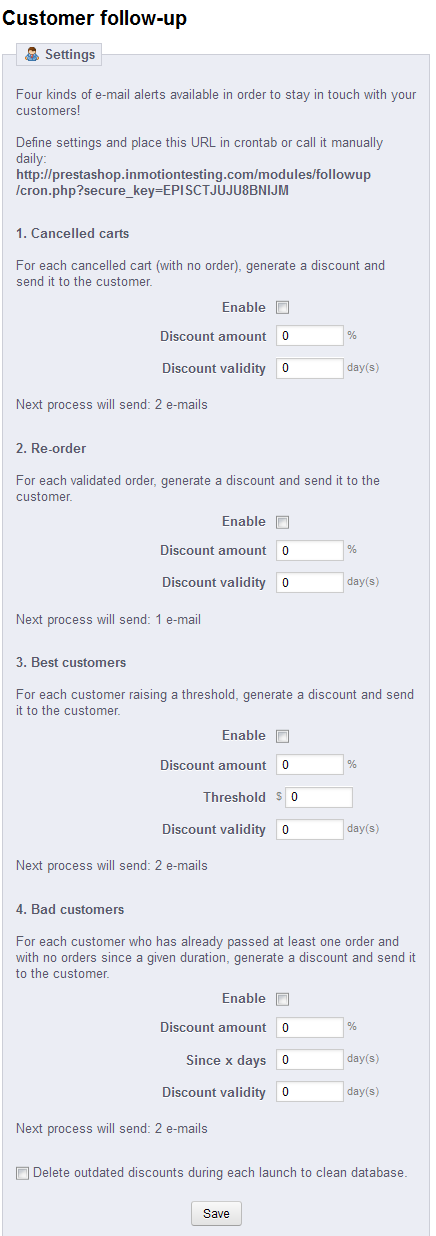 Customer follow-up
Settings
Four kinds of e-mail alerts available in order to stay in touch with your
customers!
Define settings and place this URL in crontab or call it manually
daily:
http://prestashop.inmotiontesting.com/modules/followup
/cron.php?secure_key=EPISCTJUJU8BNIJM
1. Cancelled carts
For each cancelled cart (with no order), generate a discount and
send it to the customer.
Enable
Discount amount 0 %
Discount validity 0 day(s)
Next process will send: 2 e-mails
2. Re-order
For each validated order, generate a discount and send it to the
customer.
Enable
Discount amount 0 %
Discount validity 0 day(s)
Next process will send: 1 e-mail
3. Best customers
For each customer raising a threshold, generate a discount and send
it to the customer.
Enable
Discount amount 0 %
Threshold $ 0
Discount validity 0 day(s)
Next process will send: 2 e-mails
4. Bad customers
For each customer who has already passed at least one order and
with no orders since a given duration, generate a discount and send it
to the customer.
Enable
Discount amount 0 %
Since x days 0 day(s)
Discount validity 0 day(s)
Next process will send: 2 e-mails
Delete outdated discounts during each launch to clean database.
Save